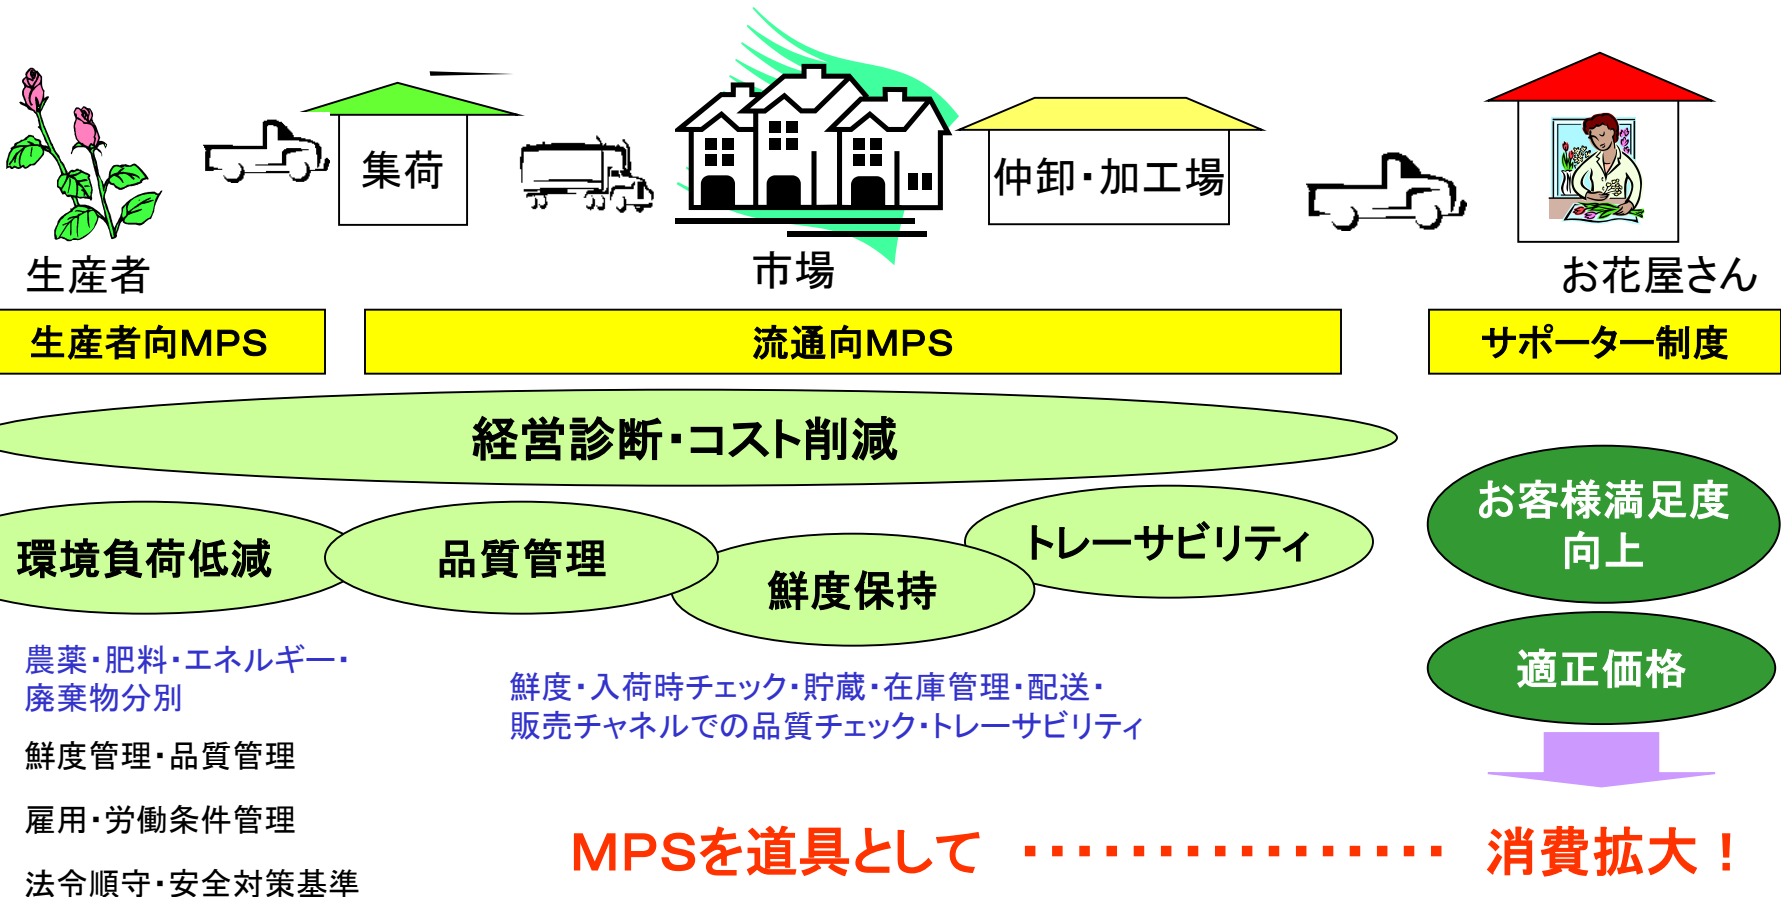 集荷
仲卸・加工場
生産者
市場
お花屋さん
生産者向MPS
流通向MPS
サポーター制度
経営診断・コスト削減
環境負荷低減
品質管理
鮮度保持
トレーサビリティ
お客様満足度
向上
適正価格
農薬・肥料・エネルギー・
廃棄物分別
鮮度・入荷時チェック・貯蔵・在庫管理・配送・
販売チャネルでの品質チェック・トレーサビリティ
鮮度管理・品質管理
雇用・労働条件管理
法令順守・安全対策基準
MPSを道具として ・・・・・・・・・・・・・・・・ 消費拡大!